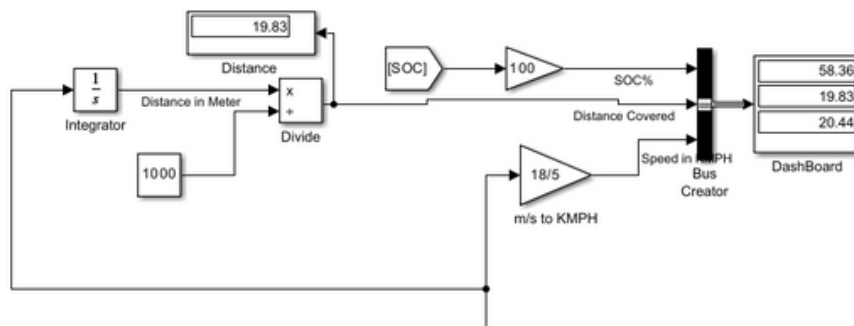 19.83
Distance
[SOC]
100
SOC%
58.36
19.83
20.44
DashBoard
1
s
Integrator
Distance in Meter
x
÷
Divide
Distance Covered
1000
18/5
m/s to KMPH
Speed in KMPH
Bus
Creator